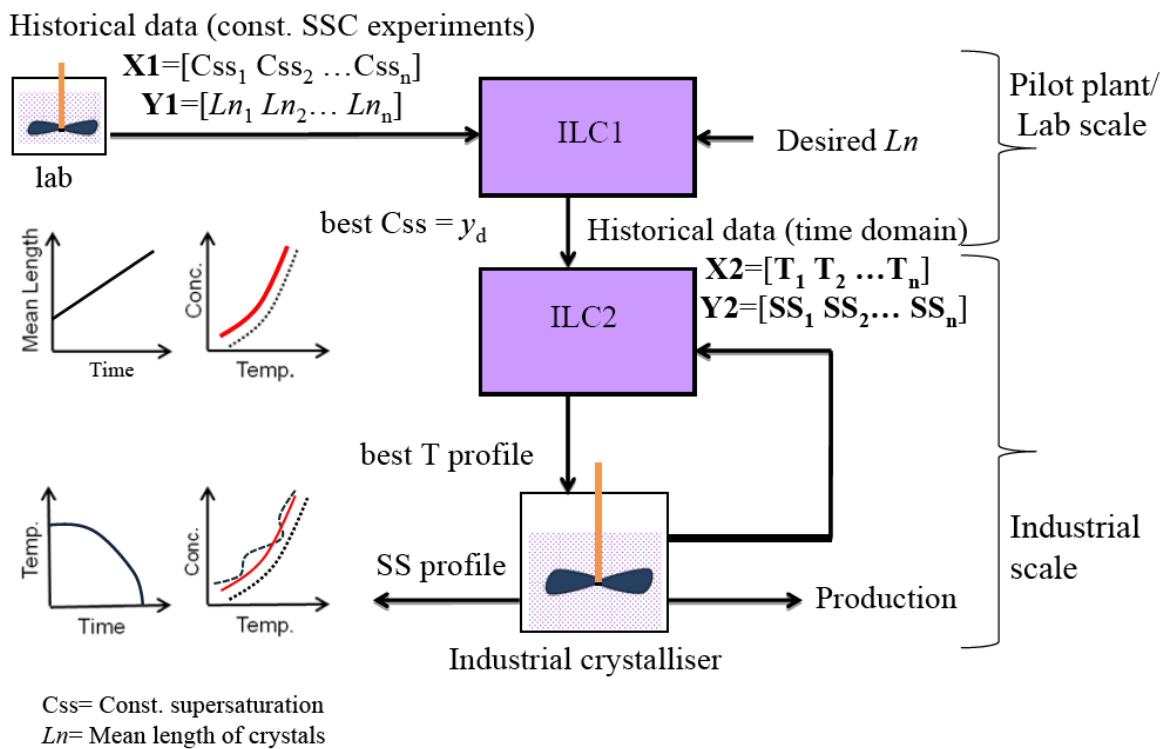 Historical data (const. SSC experiments)
X1=[Css1 Css2 …Cssn]
Y1=[Ln1 Ln2… Lnn]
lab
ILC1
Desired Ln
Pilot plant/
Lab scale
best Css = yd
Historical data (time domain)
X2=[T1 T2 …Tn]
Y2=[SS1 SS2… SSn]
ILC2
Mean Length
Time
Conc.
Temp.
best T profile
Temp.
Time
Conc.
Temp.
SS profile
Production
Industrial
scale
Industrial crystalliser
Css= Const. supersaturation
Ln= Mean length of crystals